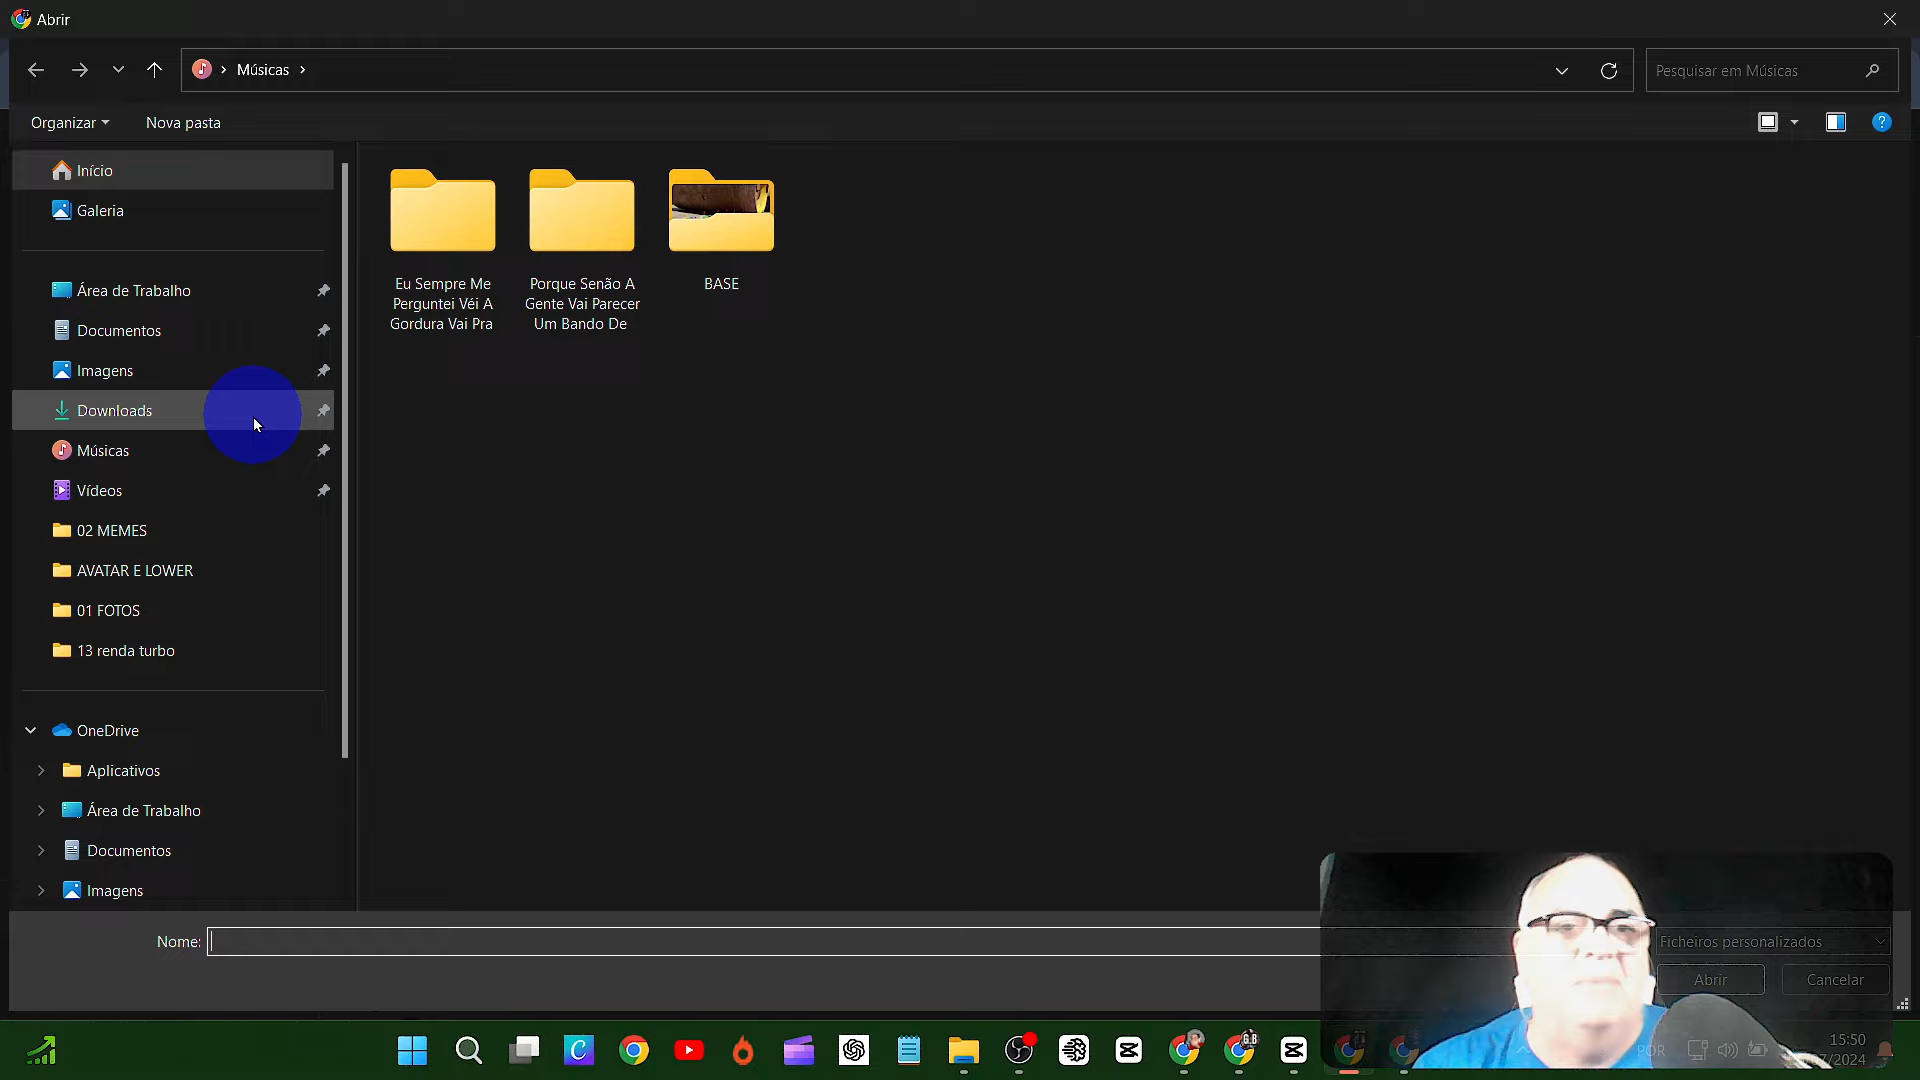 Abrir
Músicas
Pesquisar em Músicas
Organizar
Nova pasta
Início
Galeria
Área de Trabalho
Documentos
Imagens
Downloads
Músicas
Vídeos
02 MEMES
AVATAR E LOWER
01 FOTOS
13 renda turbo
OneDrive
Aplicativos
Área de Trabalho
Documentos
Imagens
Eu Sempre Me
Perguntei Véi A
Gordura Vai Pra
Porque Senão A
Gente Vai Parecer
Um Bando De
BASE
Nome:
Ficheiros personalizados
Abrir
Cancelar
G.B
POR
15:50
/2024